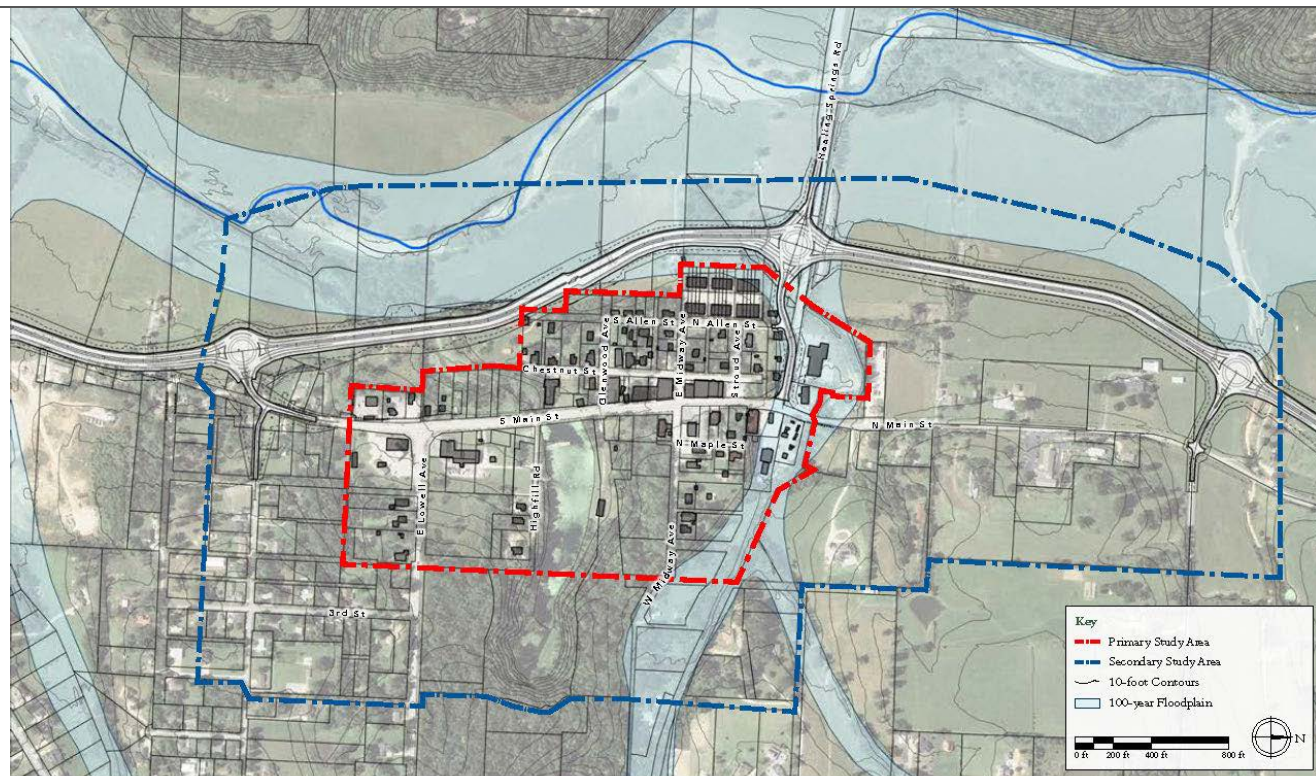 Healing Springs Rd
S Allen St
N Allen St
Glenwood Ave
E Midway Ave
Stroud Ave
Chestnut St
S Main St
N Main St
N Maple St
E Lowell Ave
Highfill Rd
W Midway Ave
3rd St
Key
Primary Study Area
Secondary Study Area
10-foot Contours
100-year Floodplain
0 ft 200 ft 400 ft 800 ft
N